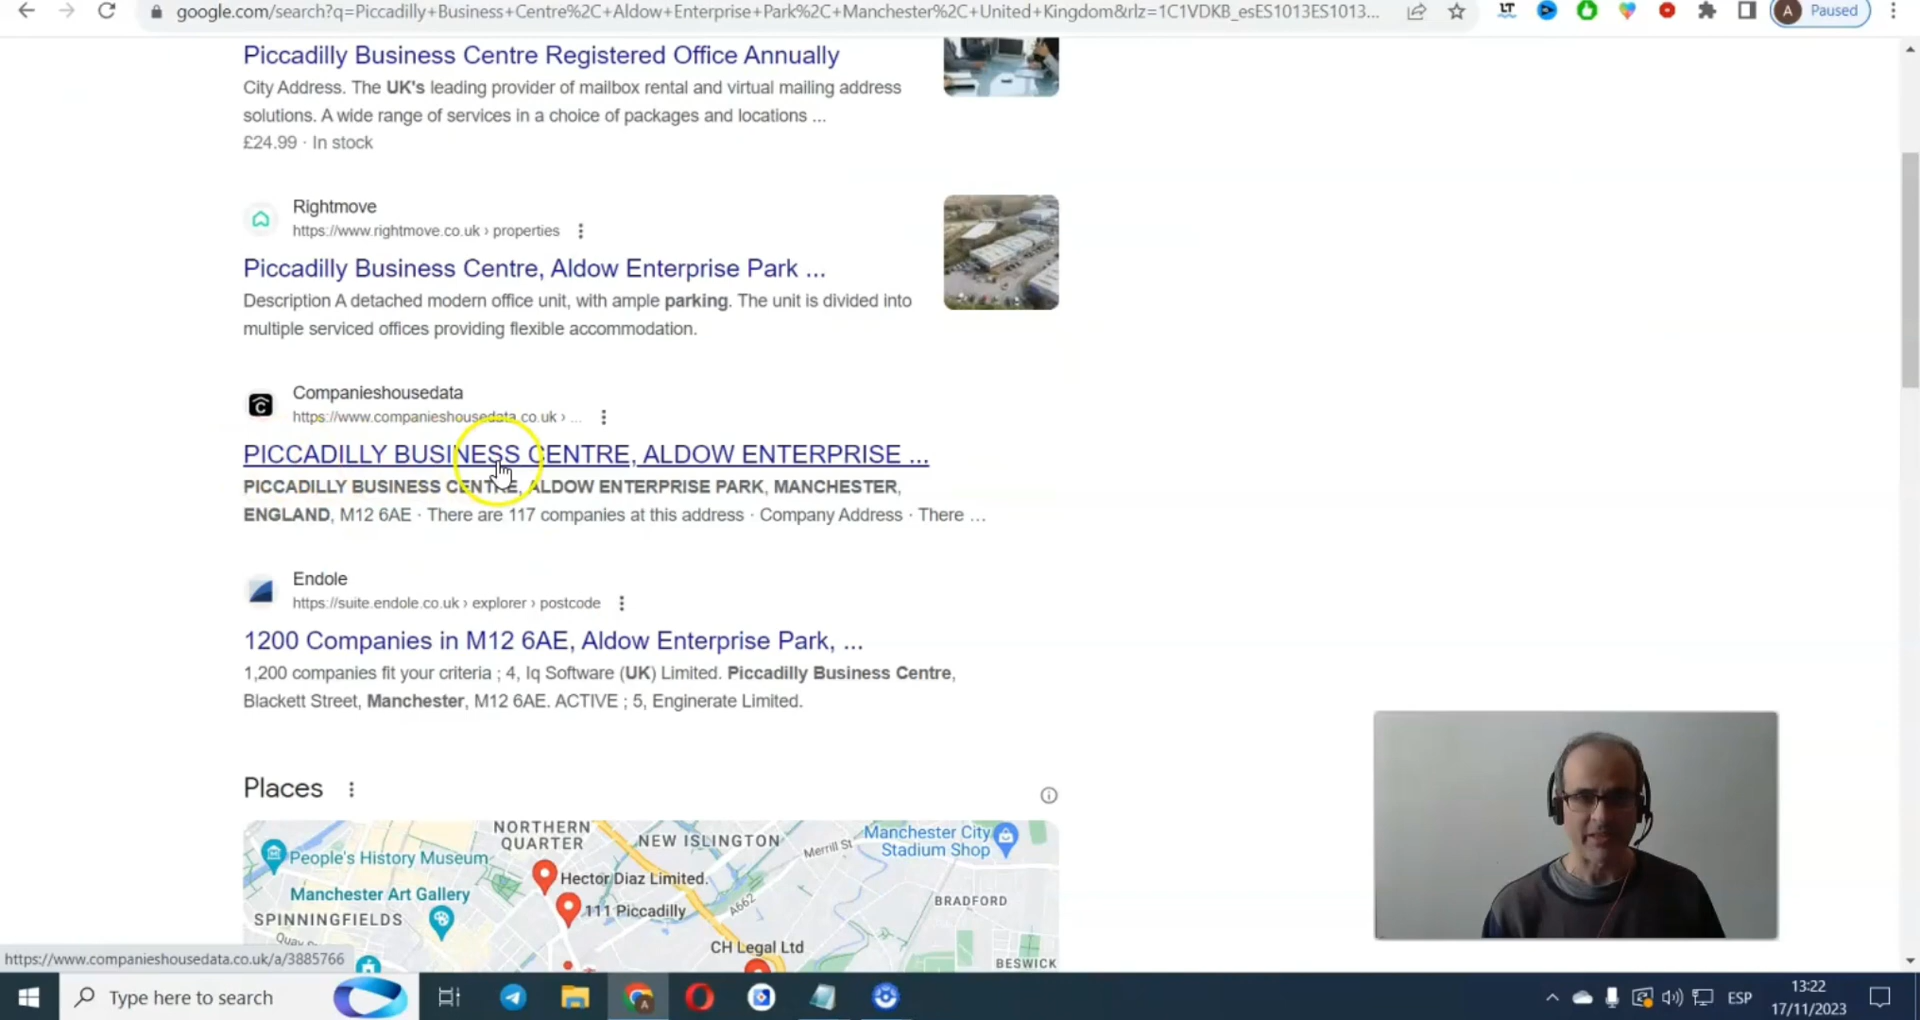 google.com/search?q=Piccadilly+Business+Centre%2C+Aldow+Enterprise+Park%2C+Manchester%2C+United+Kingdom&rlz=1C1VDKB_esES1013ES1013...
LT
A Paused
Piccadilly Business Centre Registered Office Annually
City Address. The UK's leading provider of mailbox rental and virtual mailing address
solutions. A wide range of services in a choice of packages and locations ...
£24.99 · In stock
Rightmove
https://www.rightmove.co.uk › properties
Piccadilly Business Centre, Aldow Enterprise Park ...
Description A detached modern office unit, with ample parking. The unit is divided into
multiple serviced offices providing flexible accommodation.
Companieshousedata
https://www.companieshousedata.co.uk › ...
PICCADILLY BUSINESS CENTRE, ALDOW ENTERPRISE ...
PICCADILLY BUSINESS CENTRE, ALDOW ENTERPRISE PARK, MANCHESTER,
ENGLAND, M12 6AE · There are 117 companies at this address · Company Address · There ...
Endole
https://suite.endole.co.uk › explorer › postcode
1200 Companies in M12 6AE, Aldow Enterprise Park, ...
1,200 companies fit your criteria ; 4, Iq Software (UK) Limited. Piccadilly Business Centre,
Blackett Street, Manchester, M12 6AE. ACTIVE ; 5, Enginerate Limited.
Places
NORTHERN
QUARTER
NEW ISLINGTON
Merrill St
Manchester City
Stadium Shop
People's History Museum
Hector Diaz Limited.
Manchester Art Gallery
A662
BRADFORD
SPINNINGFIELDS
111 Piccadilly
Quay
CH Legal Ltd
BESWICK
https://www.companieshousedata.co.uk/a/3885766
Type here to search
A
ESP
13:22
17/11/2023